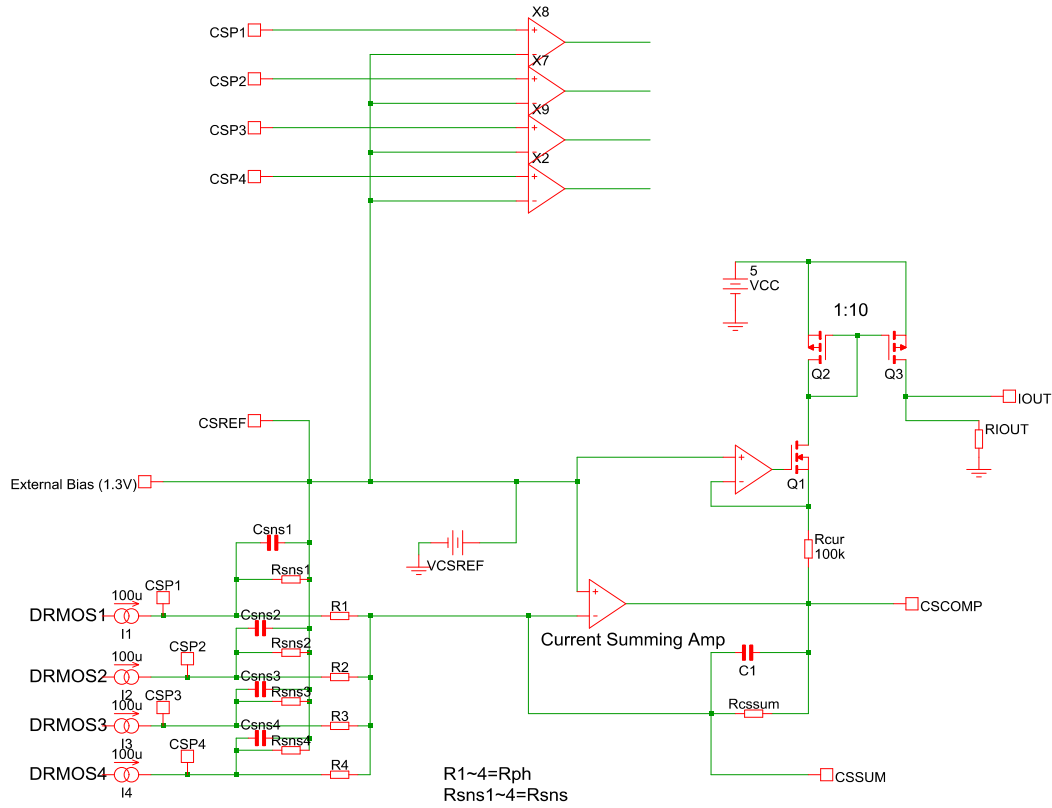 X8
CSP1
X7
CSP2
X9
CSP3
X2
CSP4
5
VCC
1:10
Q2
Q3
IOUT
CSREF
RIOUT
External Bias (1.3V)
Q1
Csns1
Rcur
100k
VCSREF
Rsns1
100u
CSP1
R1
DRMOS1
I1
Csns2
CSCOMP
Current Summing Amp
Rsns2
100u
CSP2
R2
C1
DRMOS2
I2
Csns3
Rsns3
100u
CSP3
Rcssum
R3
DRMOS3
I3
Csns4
Rsns4
100u
CSP4
R4
DRMOS4
I4
CSSUM
R1~4=Rph
Rsns1~4=Rsns